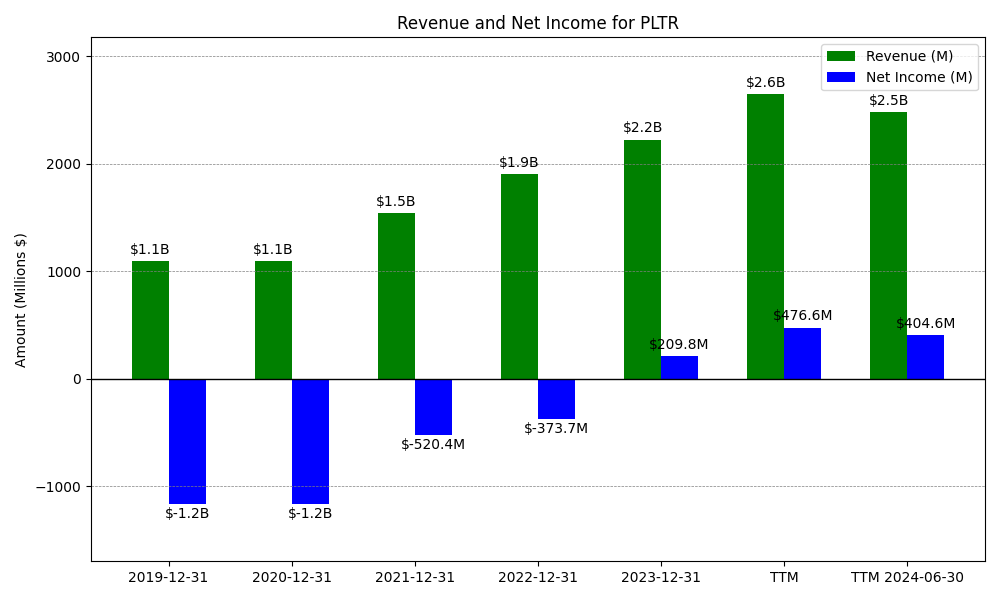 Revenue and Net Income for PLTR
Revenue (M)
Net Income (M)
Amount (Millions $)
3000
2000
1000
0
−1000
$1.1B
$1.1B
$1.5B
$1.9B
$2.2B
$2.6B
$2.5B
$-1.2B
$-1.2B
$-520.4M
$-373.7M
$209.8M
$476.6M
$404.6M
2019-12-31
2020-12-31
2021-12-31
2022-12-31
2023-12-31
TTM
TTM 2024-06-30